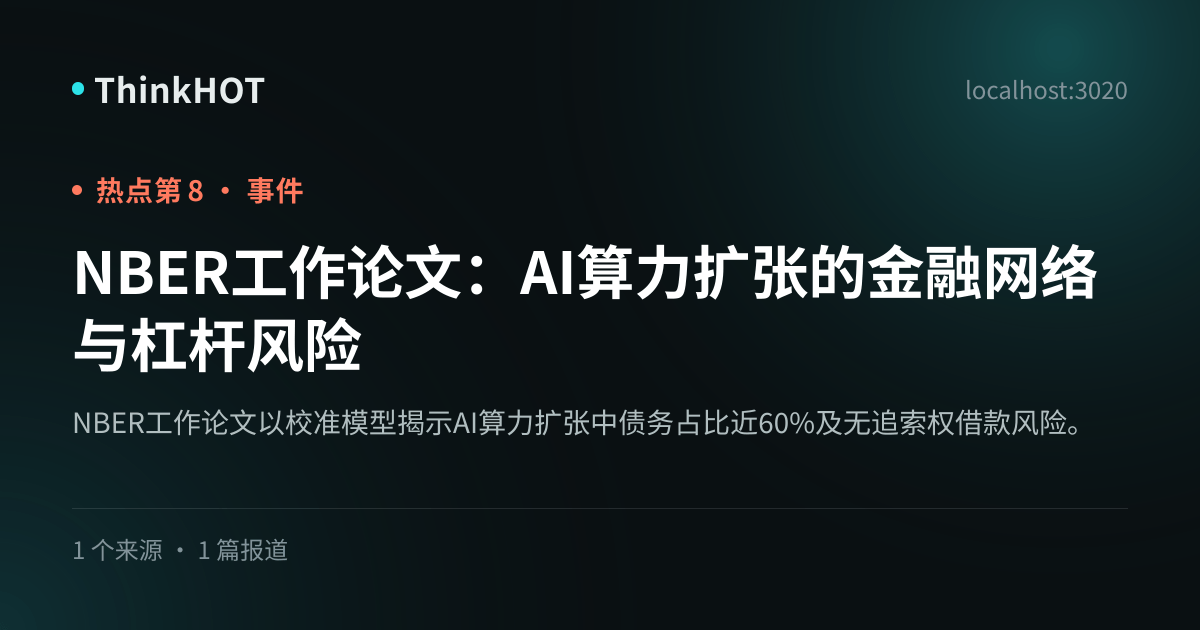 ThinkHOT
localhost:3020
热点第 8 · 事件
NBER工作论文：AI算力扩张的金融网络
与杠杆风险
NBER工作论文以校准模型揭示AI算力扩张中债务占比近60%及无追索权借款风险。
1 个来源 · 1 篇报道